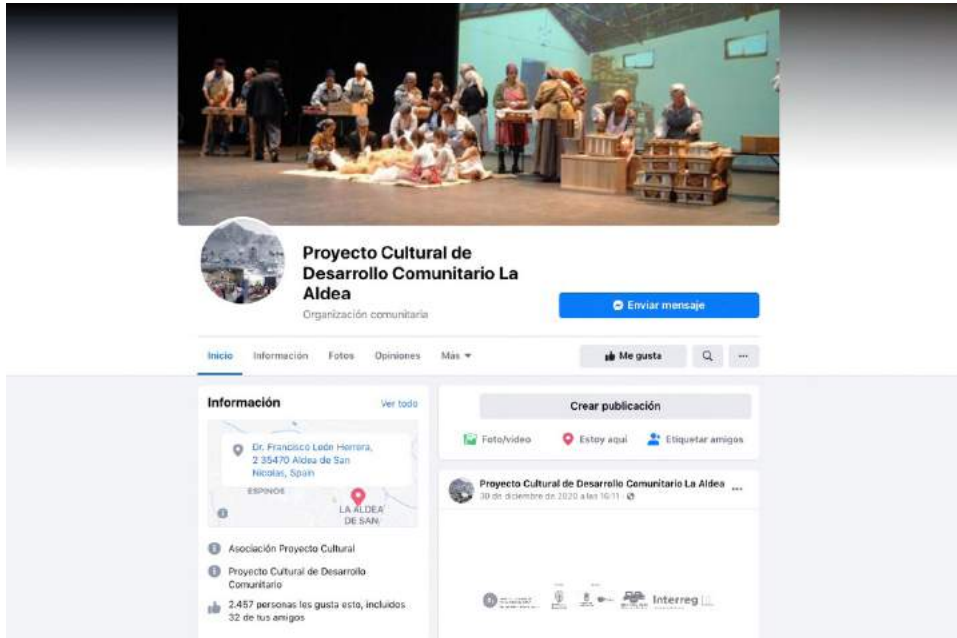 Proyecto Cultural de
Desarrollo Comunitario La
Aldea
Organización comunitaria
Enviar mensaje
Inicio
Información
Fotos
Opiniones
Más
Me gusta
Información
Ver todo
Dr. Francisco León Herrera,
2 35470 Aldea de San
Nicolas, Spain
ESPINOS
LA ALDEA
DE SAN
Asociación Proyecto Cultural
Proyecto Cultural de Desarrollo
Comunitario
2.457 personas les gusta esto, incluidos
32 de tus amigos
Crear publicación
Foto/video
Estoy aquí
Etiquetar amigos
Proyecto Cultural de Desarrollo Comunitario La Aldea
30 de diciembre de 2020 a las 16:11
Interreg